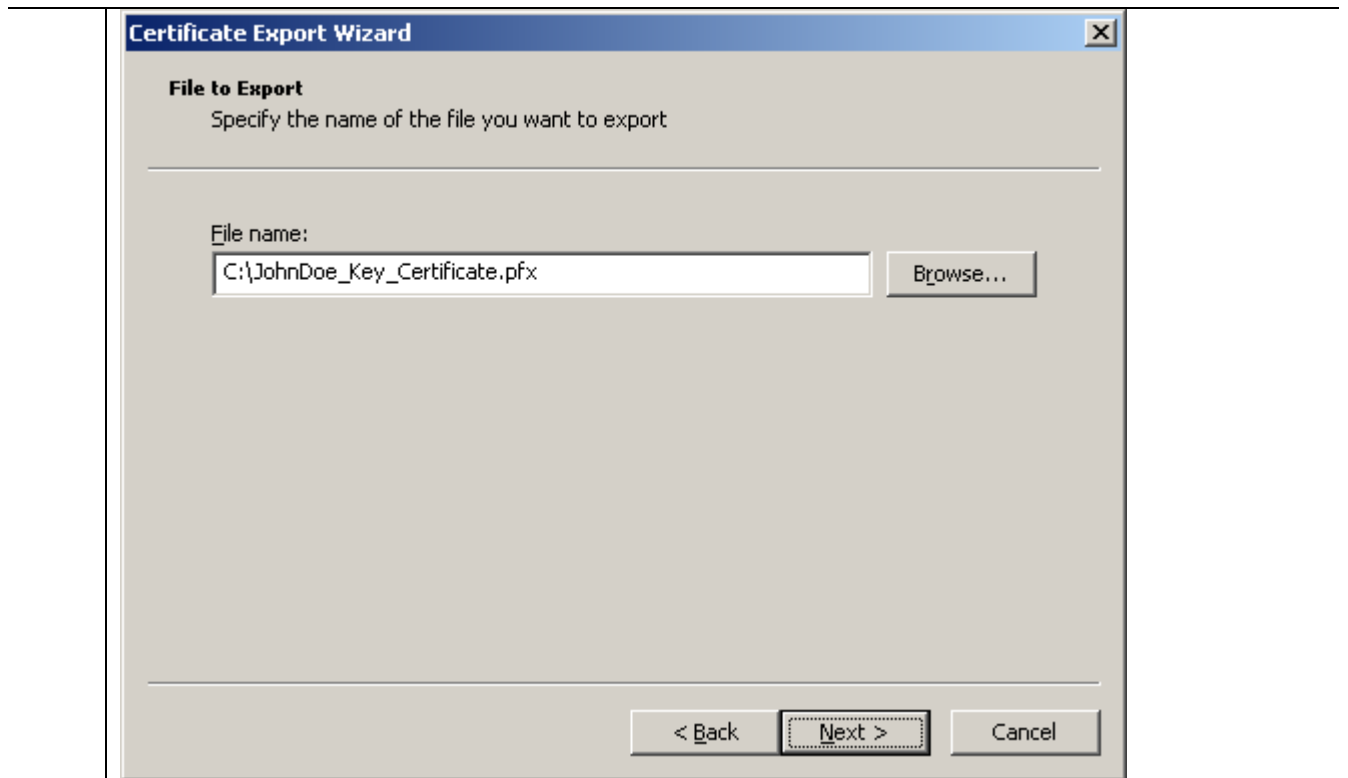 Certificate Export Wizard
File to Export
Specify the name of the file you want to export
File name:
C:\JohnDoe_Key_Certificate.pfx
Browse...
< Back
Next >
Cancel